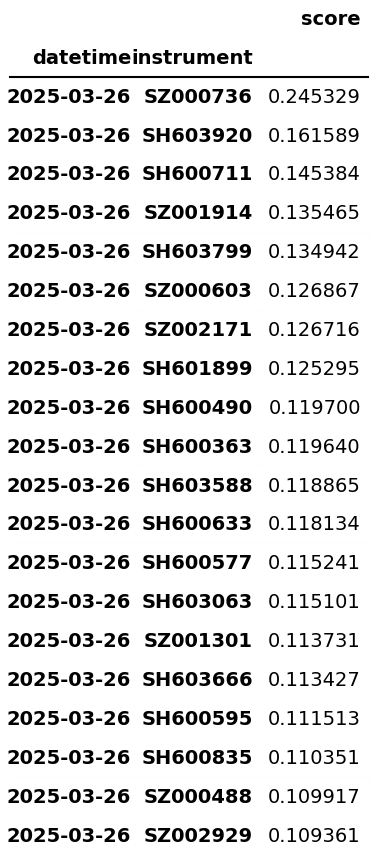 score
datetime instrument
2025-03-26 SZ000736 0.245329
2025-03-26 SH603920 0.161589
2025-03-26 SH600711 0.145384
2025-03-26 SZ001914 0.135465
2025-03-26 SH603799 0.134942
2025-03-26 SZ000603 0.126867
2025-03-26 SZ002171 0.126716
2025-03-26 SH601899 0.125295
2025-03-26 SH600490 0.119700
2025-03-26 SH600363 0.119640
2025-03-26 SH603588 0.118865
2025-03-26 SH600633 0.118134
2025-03-26 SH600577 0.115241
2025-03-26 SH603063 0.115101
2025-03-26 SZ001301 0.113731
2025-03-26 SH603666 0.113427
2025-03-26 SH600595 0.111513
2025-03-26 SH600835 0.110351
2025-03-26 SZ000488 0.109917
2025-03-26 SZ002929 0.109361